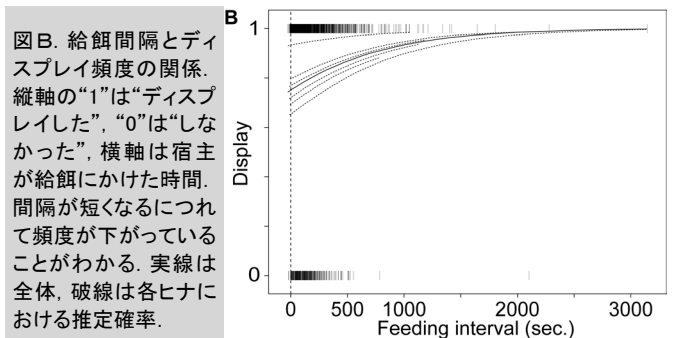 図B. 給餌間隔とディ
スプレイ頻度の関係.
縦軸の“1”は“ディスプ
レイした”, “0”は“しな
かった”, 横軸は宿主
が給餌にかけた時間.
間隔が短くなるにつれ
て頻度が下がっている
ことがわかる. 実線は
全体, 破線は各ヒナに
おける推定確率.
B
1
Display
0
0 500 1000 2000 3000
Feeding interval (sec.)